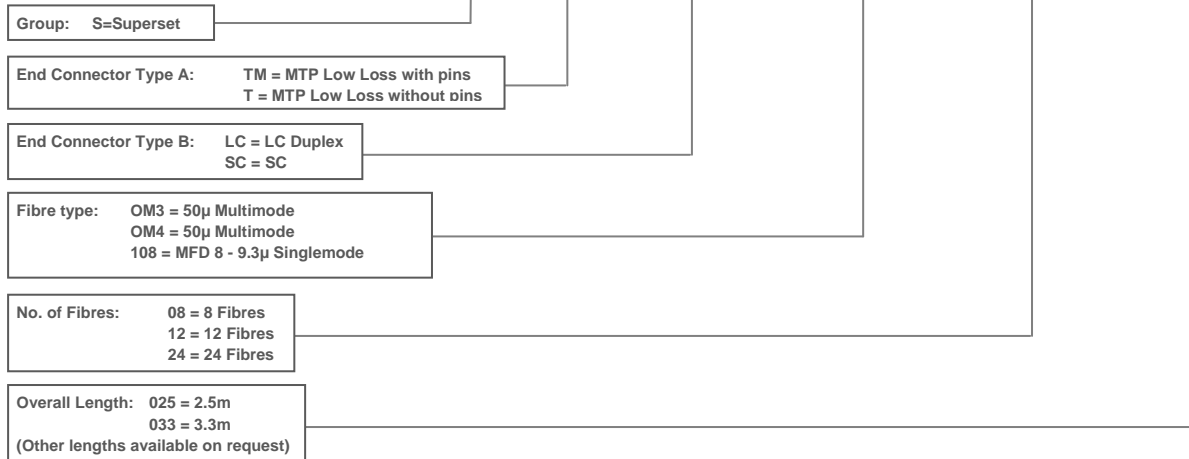 Group: S=Superset
End Connector Type A: TM = MTP Low Loss with pins
T = MTP Low Loss without pins
End Connector Type B: LC = LC Duplex
SC = SC
Fibre type: OM3 = 50µ Multimode
OM4 = 50µ Multimode
108 = MFD 8 - 9.3µ Singlemode
No. of Fibres: 08 = 8 Fibres
12 = 12 Fibres
24 = 24 Fibres
Overall Length: 025 = 2.5m
033 = 3.3m
(Other lengths available on request)